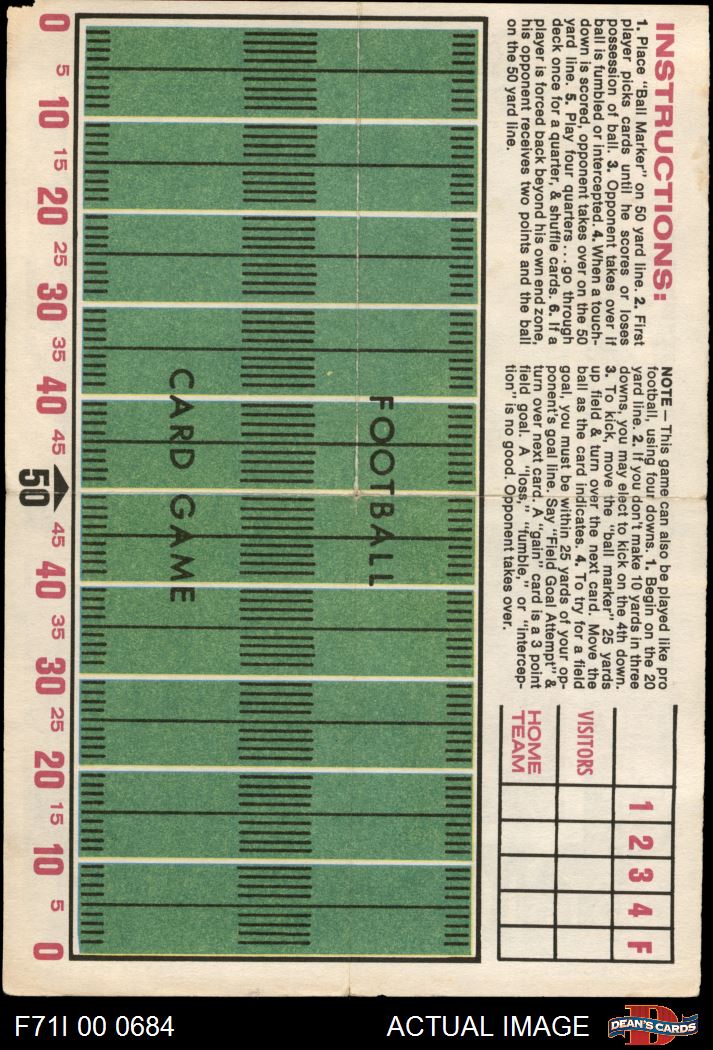 INSTRUCTIONS:
1. Place "Ball Marker" on 50 yard line. 2. First
player picks cards until he scores or loses
possession of ball. 3. Opponent takes over if
ball is fumbled or intercepted. 4. When a touch-
down is scored, opponent takes over on the 50
yard line. 5. Play four quarters . . . go through
deck once for a quarter, & shuffle cards. 6. If a
player is forced back beyond his own end zone,
his opponent receives two points and the ball
on the 50 yard line.
NOTE — This game can also be played like pro
football, using four downs. 1. Begin on the 20
yard line. 2. If you don't make 10 yards in three
downs, you may elect to kick on the 4th down.
3. To kick, move the "ball marker" 25 yards
up field & turn over the next card. Move the
ball as the card indicates. 4. To try for a field
goal, you must be within 25 yards of your op-
ponent's goal line. Say "Field Goal Attempt" &
turn over next card. A "gain" card is a 3 point
field goal. A "loss," "fumble," or "intercep-
tion" is no good. Opponent takes over.
1 2 3 4 F
VISITORS
HOME
TEAM
FOOTBALL
CARD GAME
0 5 10 15 20 25 30 35 40 45 50 45 40 35 30 25 20 15 10 5 0
F71I 00 0684
ACTUAL IMAGE
D
DEAN'S CARDS